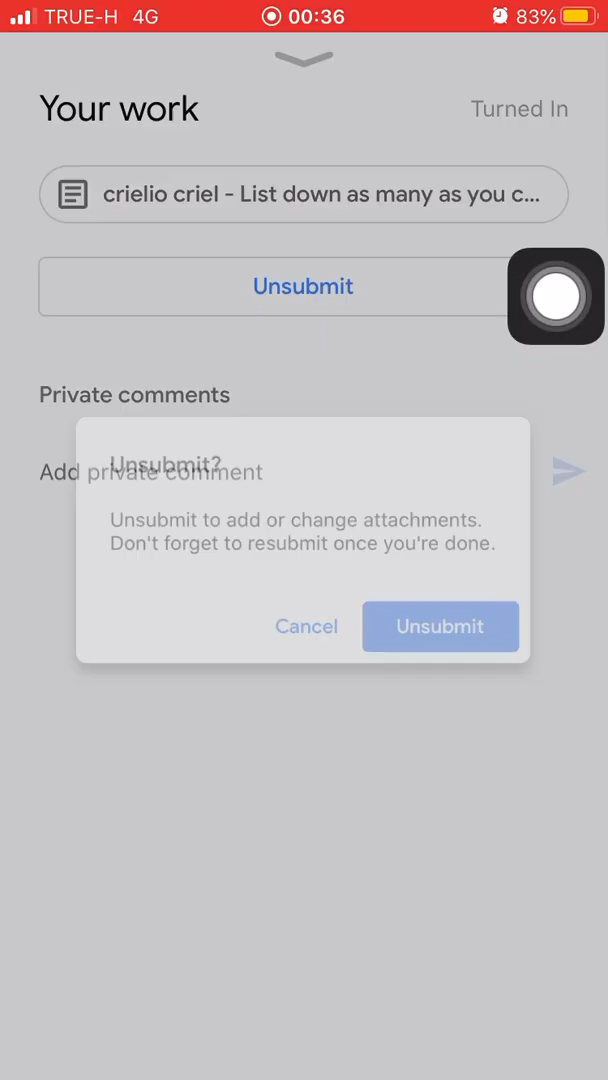 TRUE-H 4G 00:36 83%
Your work Turned In
crielio criel - List down as many as you c...
Unsubmit
Private comments
Add private comment
Unsubmit?
Unsubmit to add or change attachments.
Don't forget to resubmit once you're done.
Cancel Unsubmit